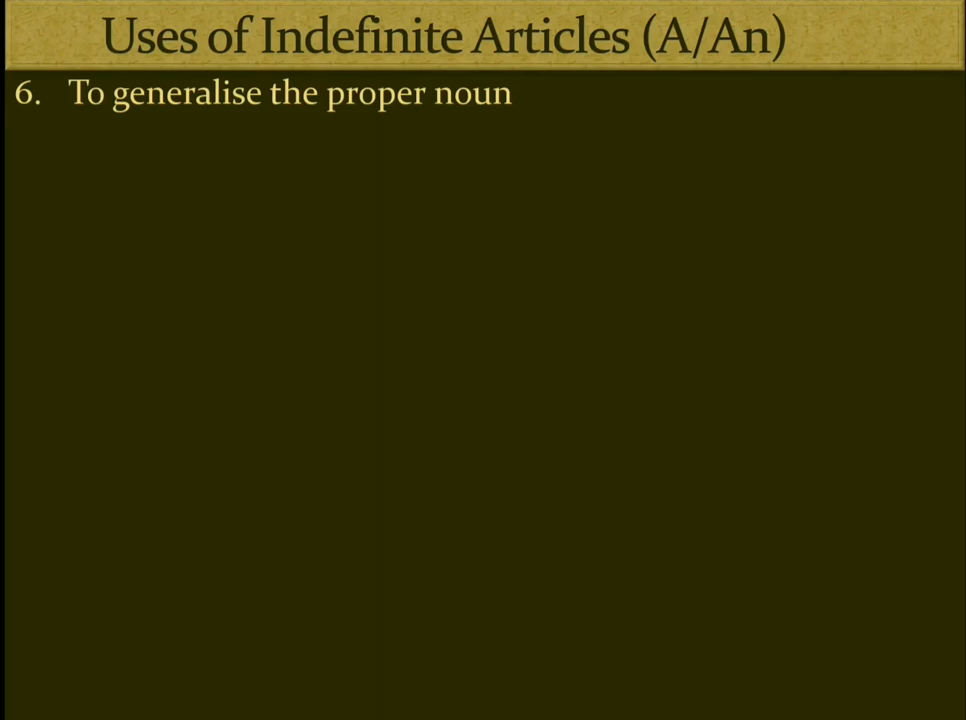 Uses of Indefinite Articles (A/An)
6. To generalise the proper noun